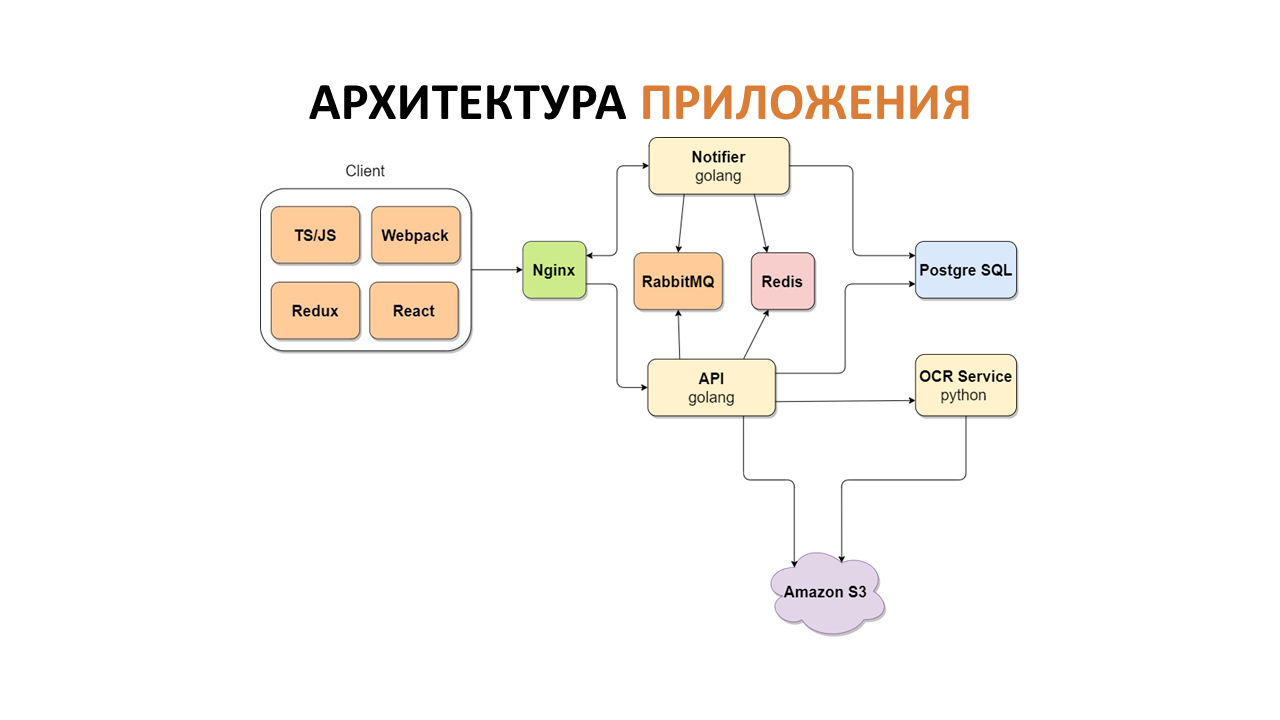 АРХИТЕКТУРА ПРИЛОЖЕНИЯ
Client
TS/JS
Webpack
Redux
React
Nginx
Notifier
golang
RabbitMQ
Redis
API
golang
Postgre SQL
OCR Service
python
Amazon S3